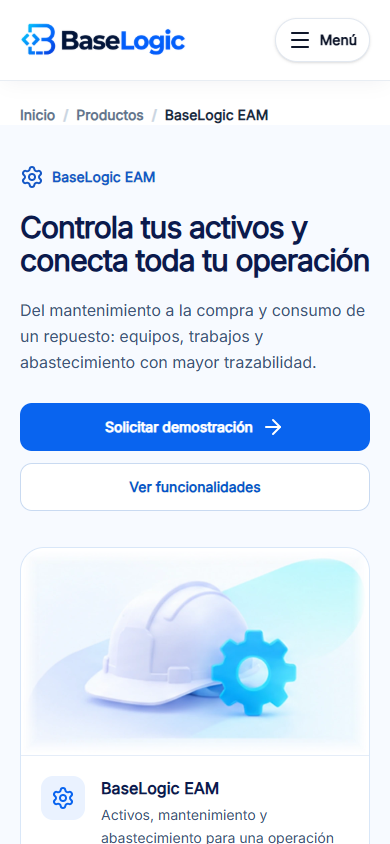 BaseLogic
Menú
Inicio / Productos / BaseLogic EAM
BaseLogic EAM
Controla tus activos y
conecta toda tu operación
Del mantenimiento a la compra y consumo de
un repuesto: equipos, trabajos y
abastecimiento con mayor trazabilidad.
Solicitar demostración
Ver funcionalidades
BaseLogic EAM
Activos, mantenimiento y
abastecimiento para una operación